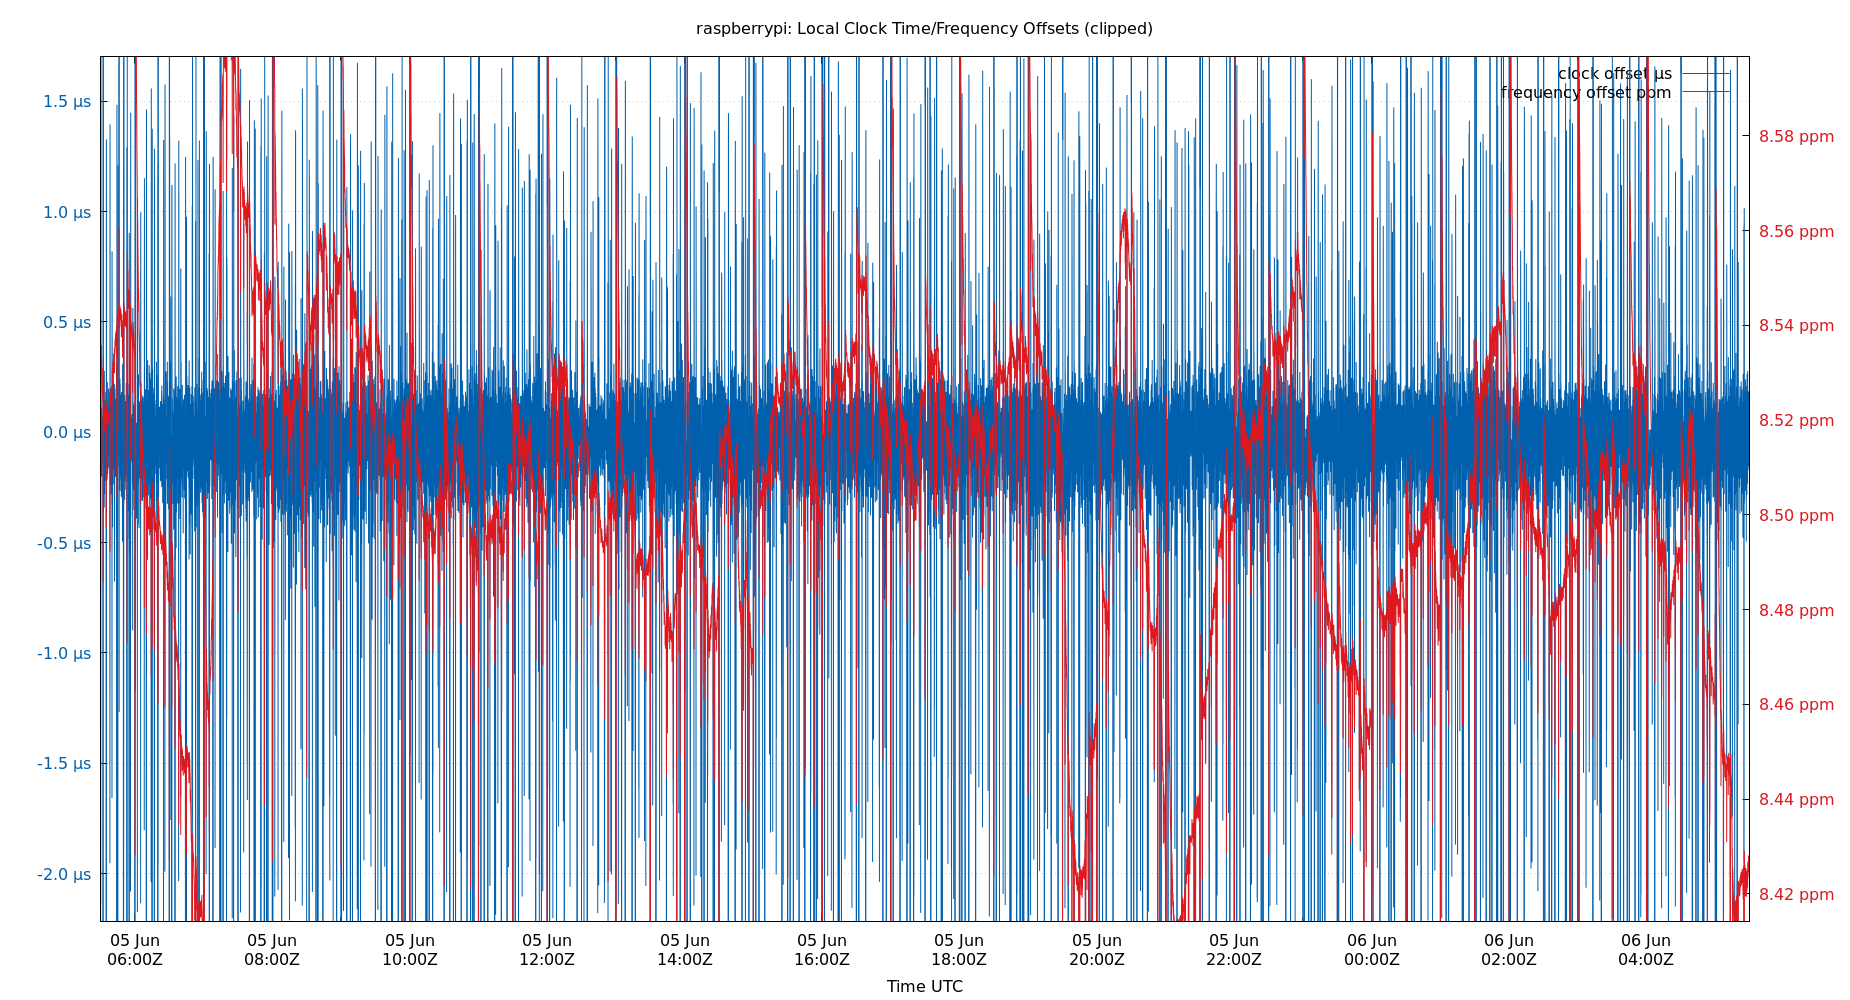 raspberrypi: Local Clock Time/Frequency Offsets (clipped)
clock offset µs
frequency offset ppm
1.5 µs
1.0 µs
0.5 µs
0.0 µs
-0.5 µs
-1.0 µs
-1.5 µs
-2.0 µs
8.58 ppm
8.56 ppm
8.54 ppm
8.52 ppm
8.50 ppm
8.48 ppm
8.46 ppm
8.44 ppm
8.42 ppm
05 Jun 05 Jun 05 Jun 05 Jun 05 Jun 05 Jun 05 Jun 05 Jun 05 Jun 06 Jun 06 Jun 06 Jun
06:00Z 08:00Z 10:00Z 12:00Z 14:00Z 16:00Z 18:00Z 20:00Z 22:00Z 00:00Z 02:00Z 04:00Z
Time UTC